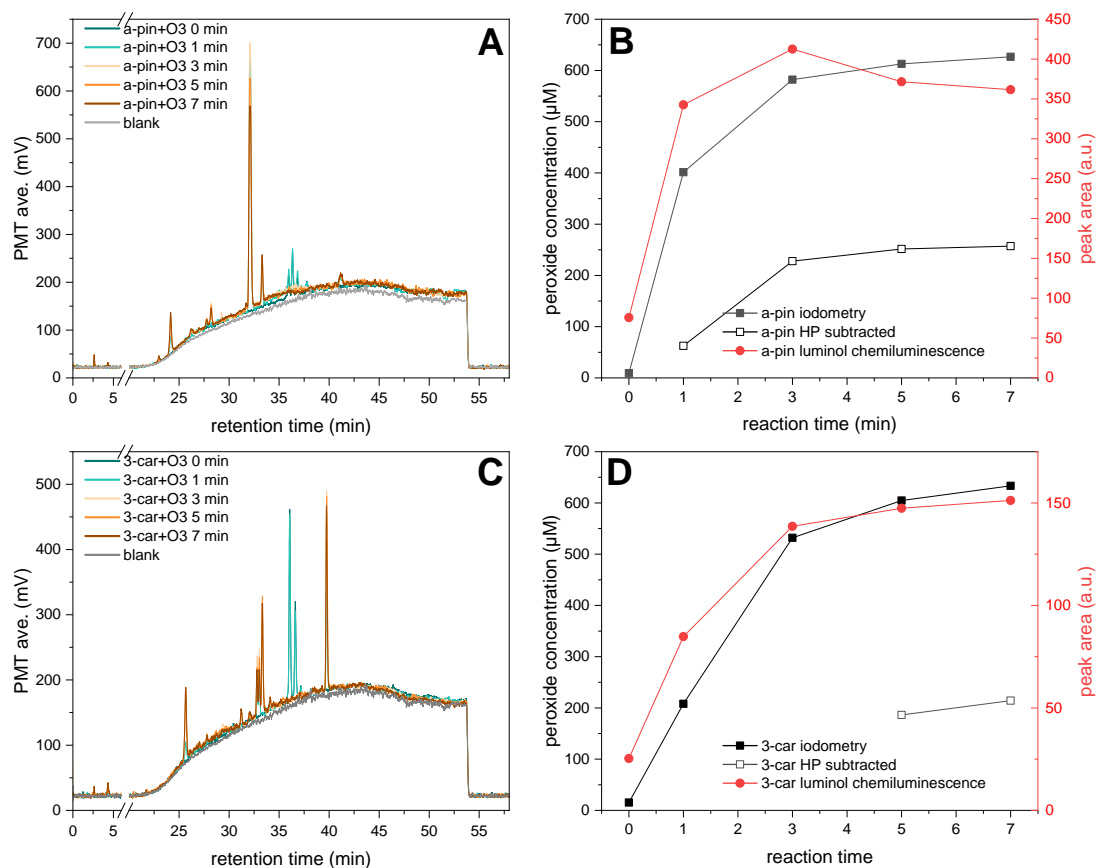 A
a-pin+O3 0 min
a-pin+O3 1 min
a-pin+O3 3 min
a-pin+O3 5 min
a-pin+O3 7 min
blank
PMT ave. (mV)
0
100
200
300
400
500
600
700
0 5 25 30 35 40 45 50 55
retention time (min)
B
peroxide concentration (µM)
0
100
200
300
400
500
600
700
a-pin iodometry
a-pin HP subtracted
a-pin luminol chemiluminescence
0 1 2 3 4 5 6 7
reaction time (min)
peak area (a.u.)
0
50
100
150
200
250
300
350
400
450
C
3-car+O3 0 min
3-car+O3 1 min
3-car+O3 3 min
3-car+O3 5 min
3-car+O3 7 min
blank
PMT ave. (mV)
0
100
200
300
400
500
0 5 25 30 35 40 45 50 55
retention time (min)
D
peroxide concentration (µM)
0
100
200
300
400
500
600
700
3-car iodometry
3-car HP subtracted
3-car luminol chemiluminescence
0 1 2 3 4 5 6 7
reaction time
peak area (a.u.)
0
50
100
150